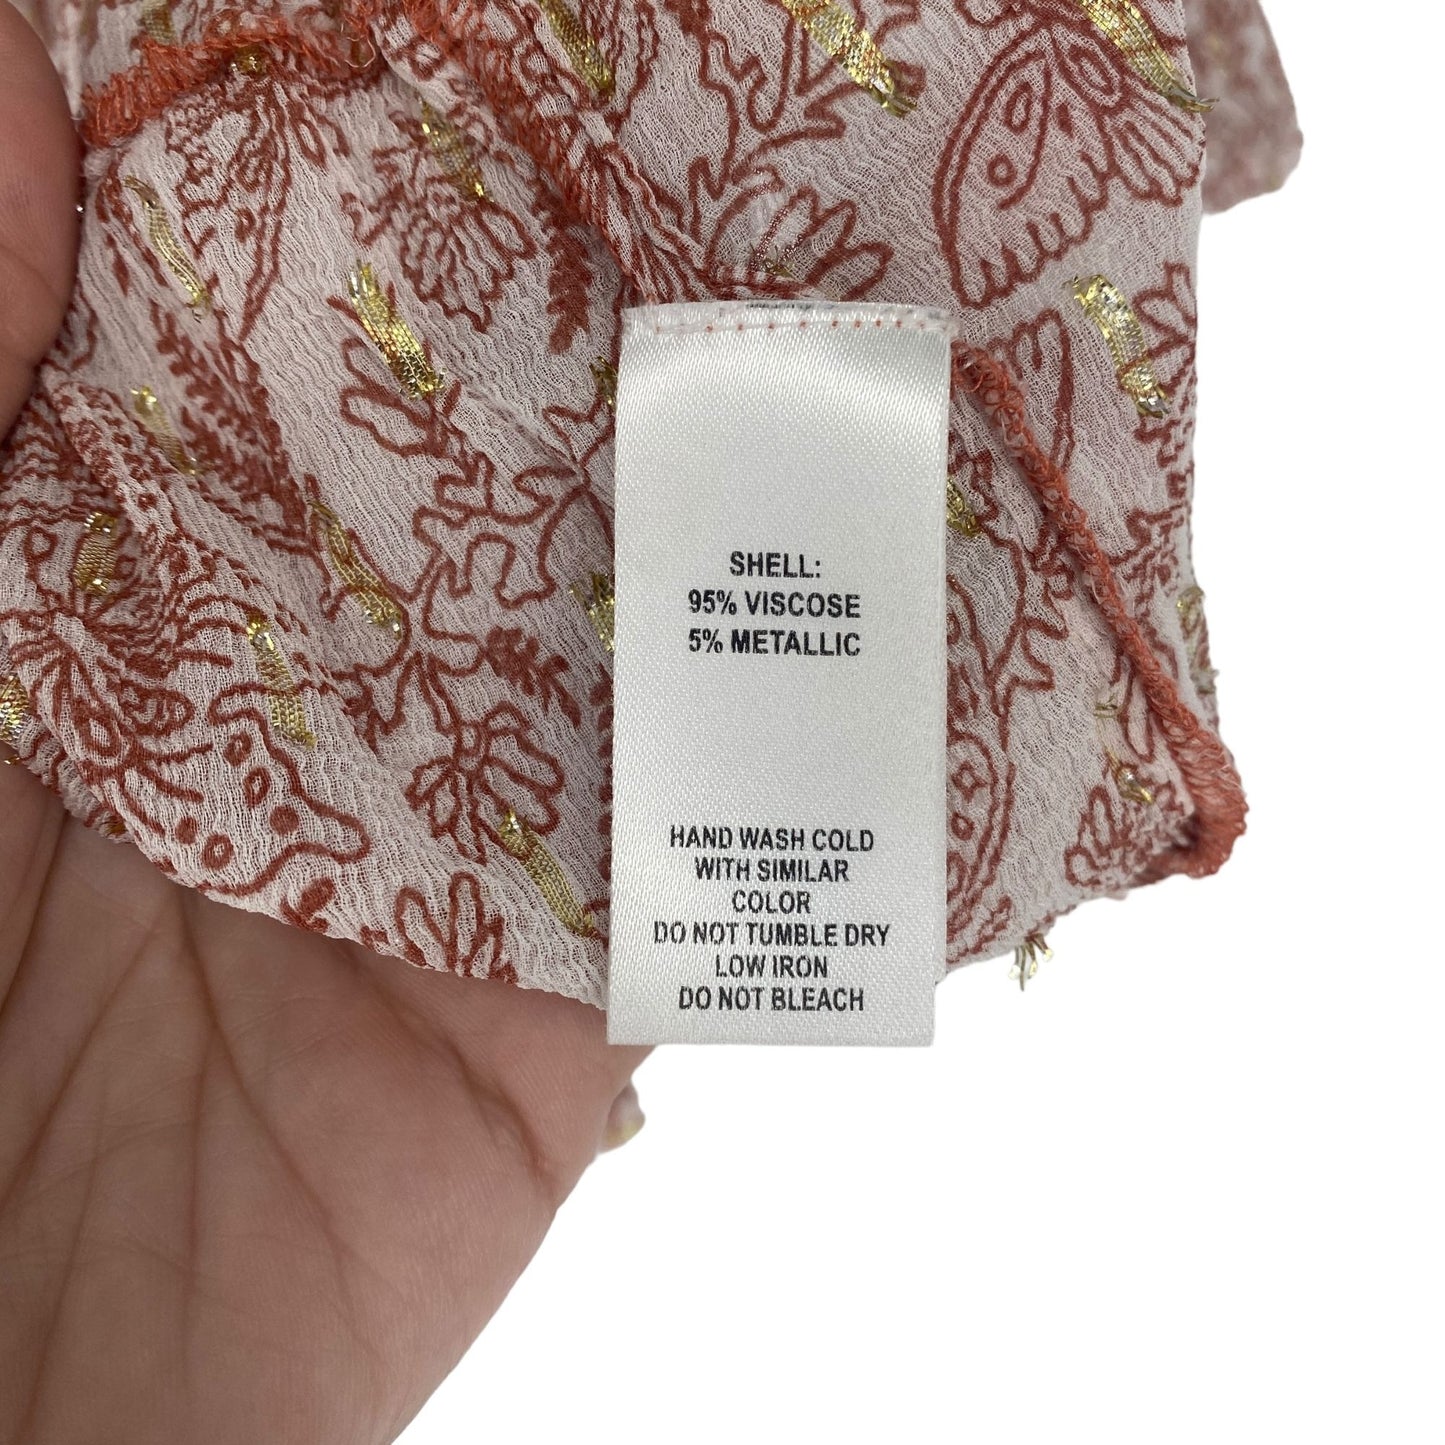 SHELL:
95% VISCOSE
5% METALLIC
HAND WASH COLD
WITH SIMILAR
COLOR
DO NOT TUMBLE DRY
LOW IRON
DO NOT BLEACH